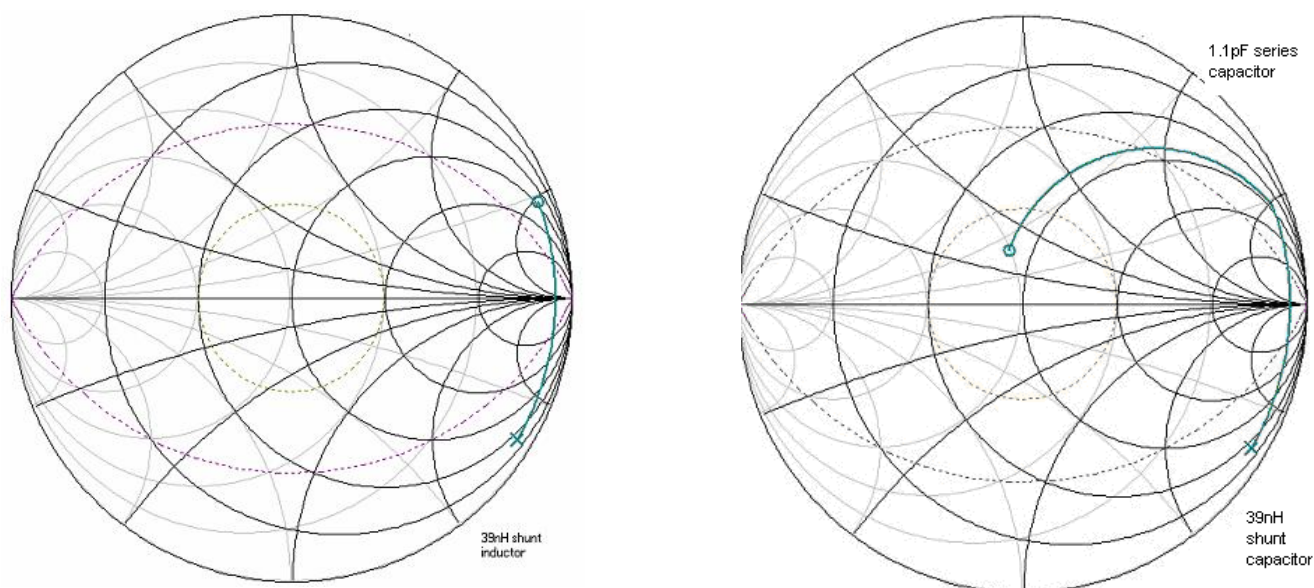 1.1pF series
capacitor
39nH shunt
inductor
39nH
shunt
capacitor